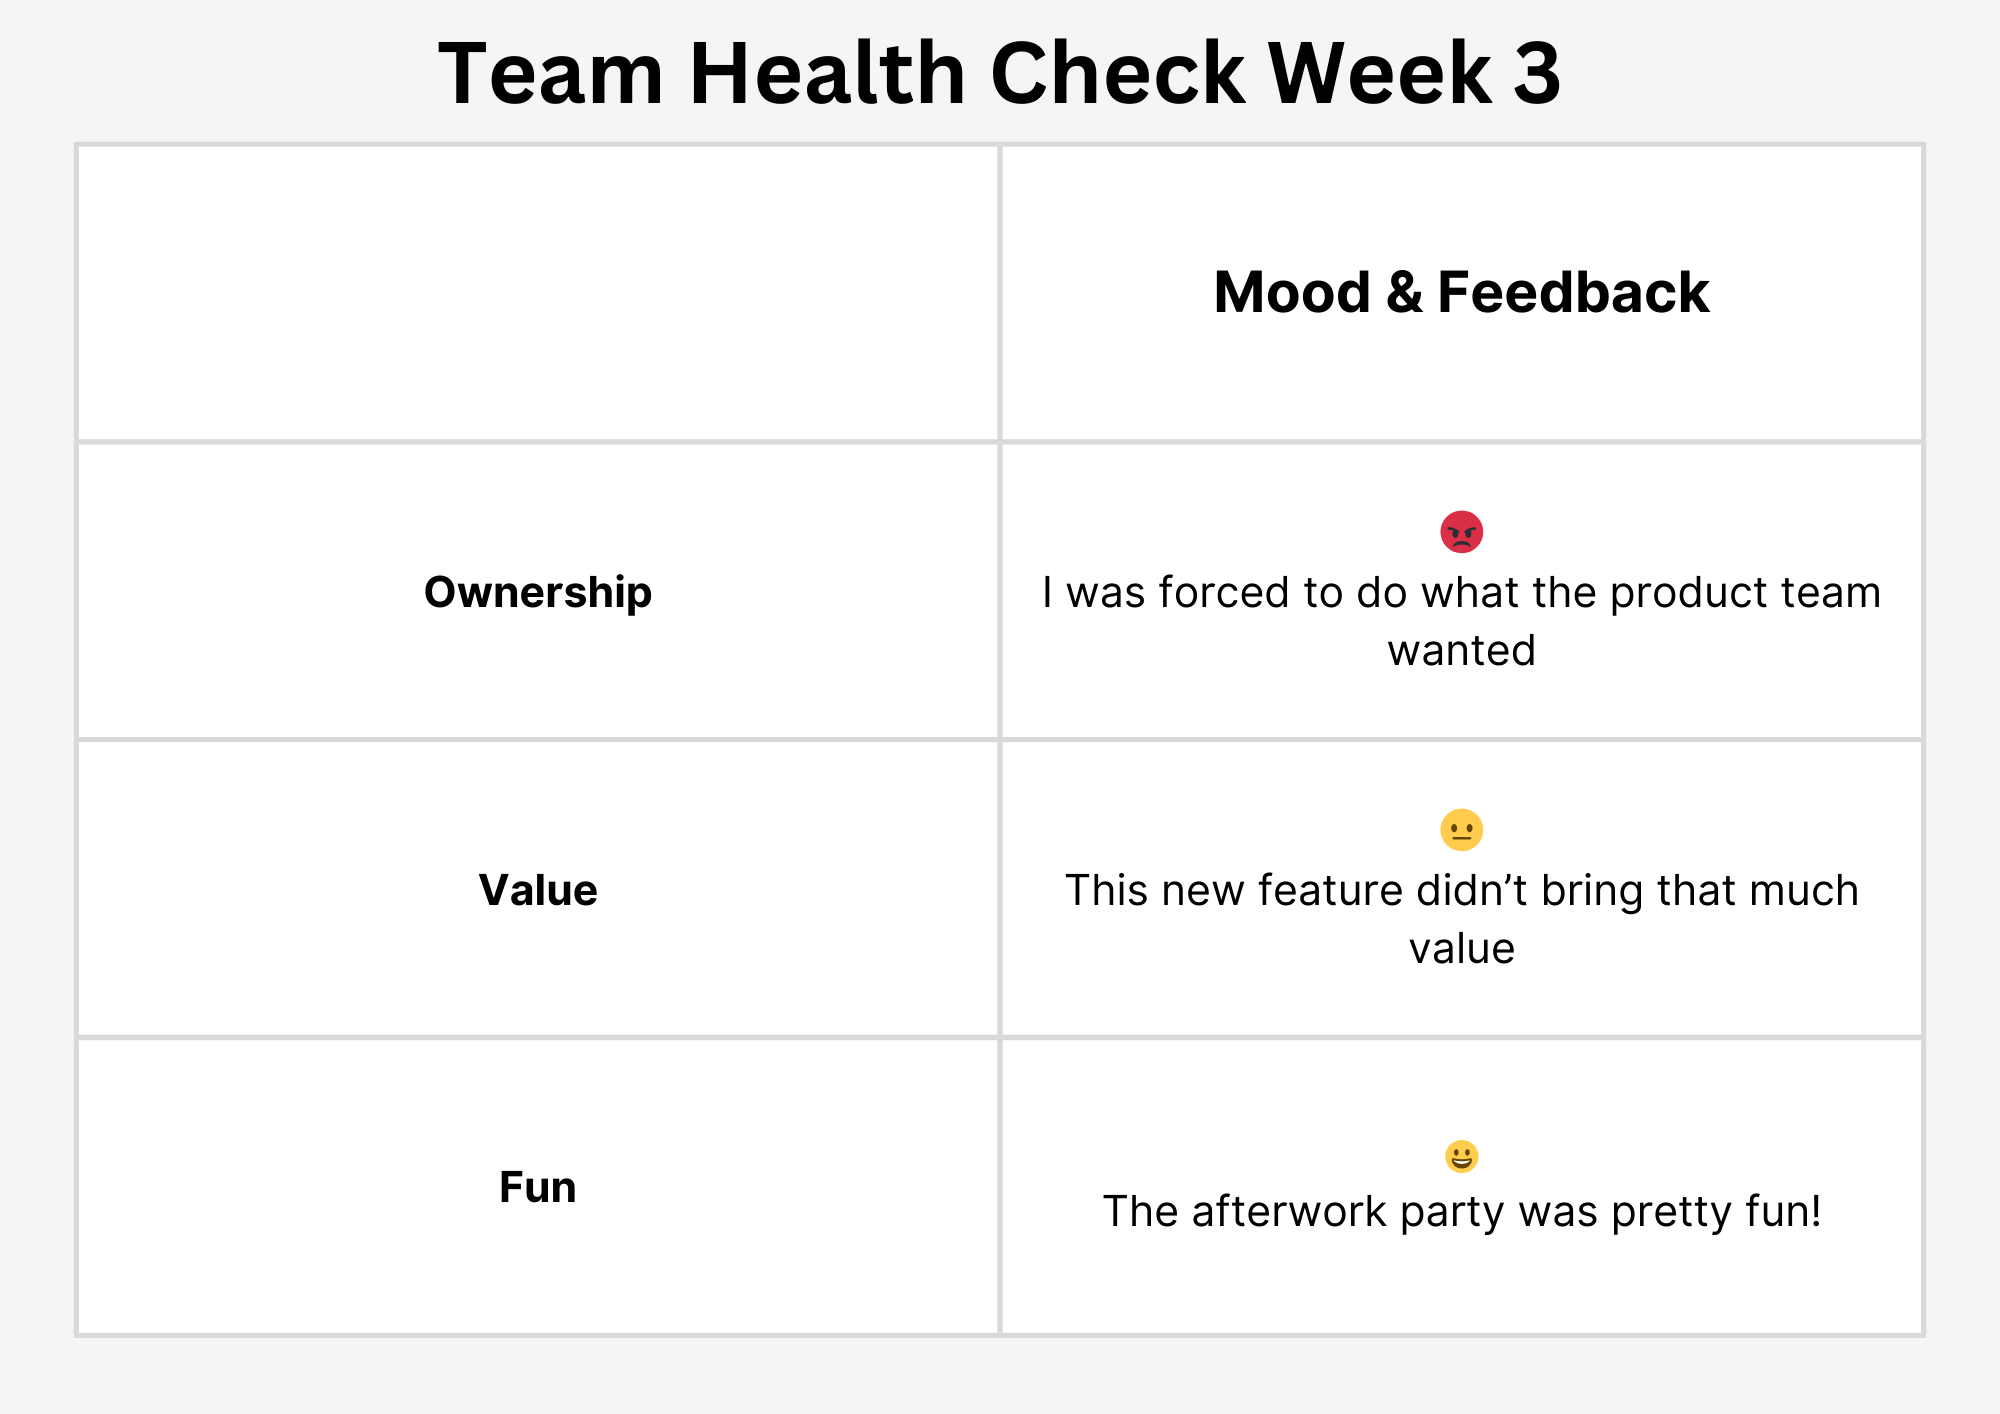 Team Health Check Week 3
Mood & Feedback
Ownership
😡
I was forced to do what the product team
wanted
Value
😐
This new feature didn’t bring that much
value
Fun
😀
The afterwork party was pretty fun!